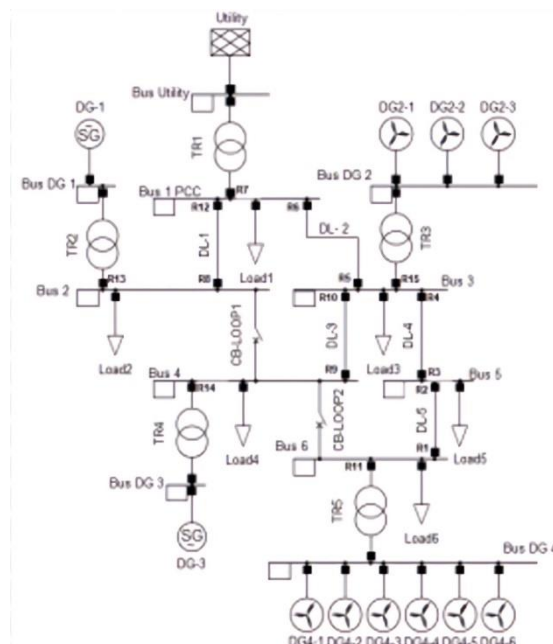 Utility
Bus Utility
DG-1
SG
DG2-1
DG2-2
DG2-3
TR1
Bus DG 1
Bus DG 2
R7
Bus 1 PCC
R12
R6
TR2
DL-1
DL- 2
TR3
Load1
R13
R8
R5
R15
Bus 2
Bus 3
R10
R4
Load2
CB-LOOP1
DL-3
Load3
DL-4
Bus 4
R14
R9
R3
R2
Bus 5
TR4
Load4
CB-LOOP2
DL-5
Bus 6
R1
R11
Load5
Bus DG 3
TR5
Load6
SG
DG-3
Bus DG 4
DG4-1
DG4-2
DG4-3
DG4-4
DG4-5
DG4-6